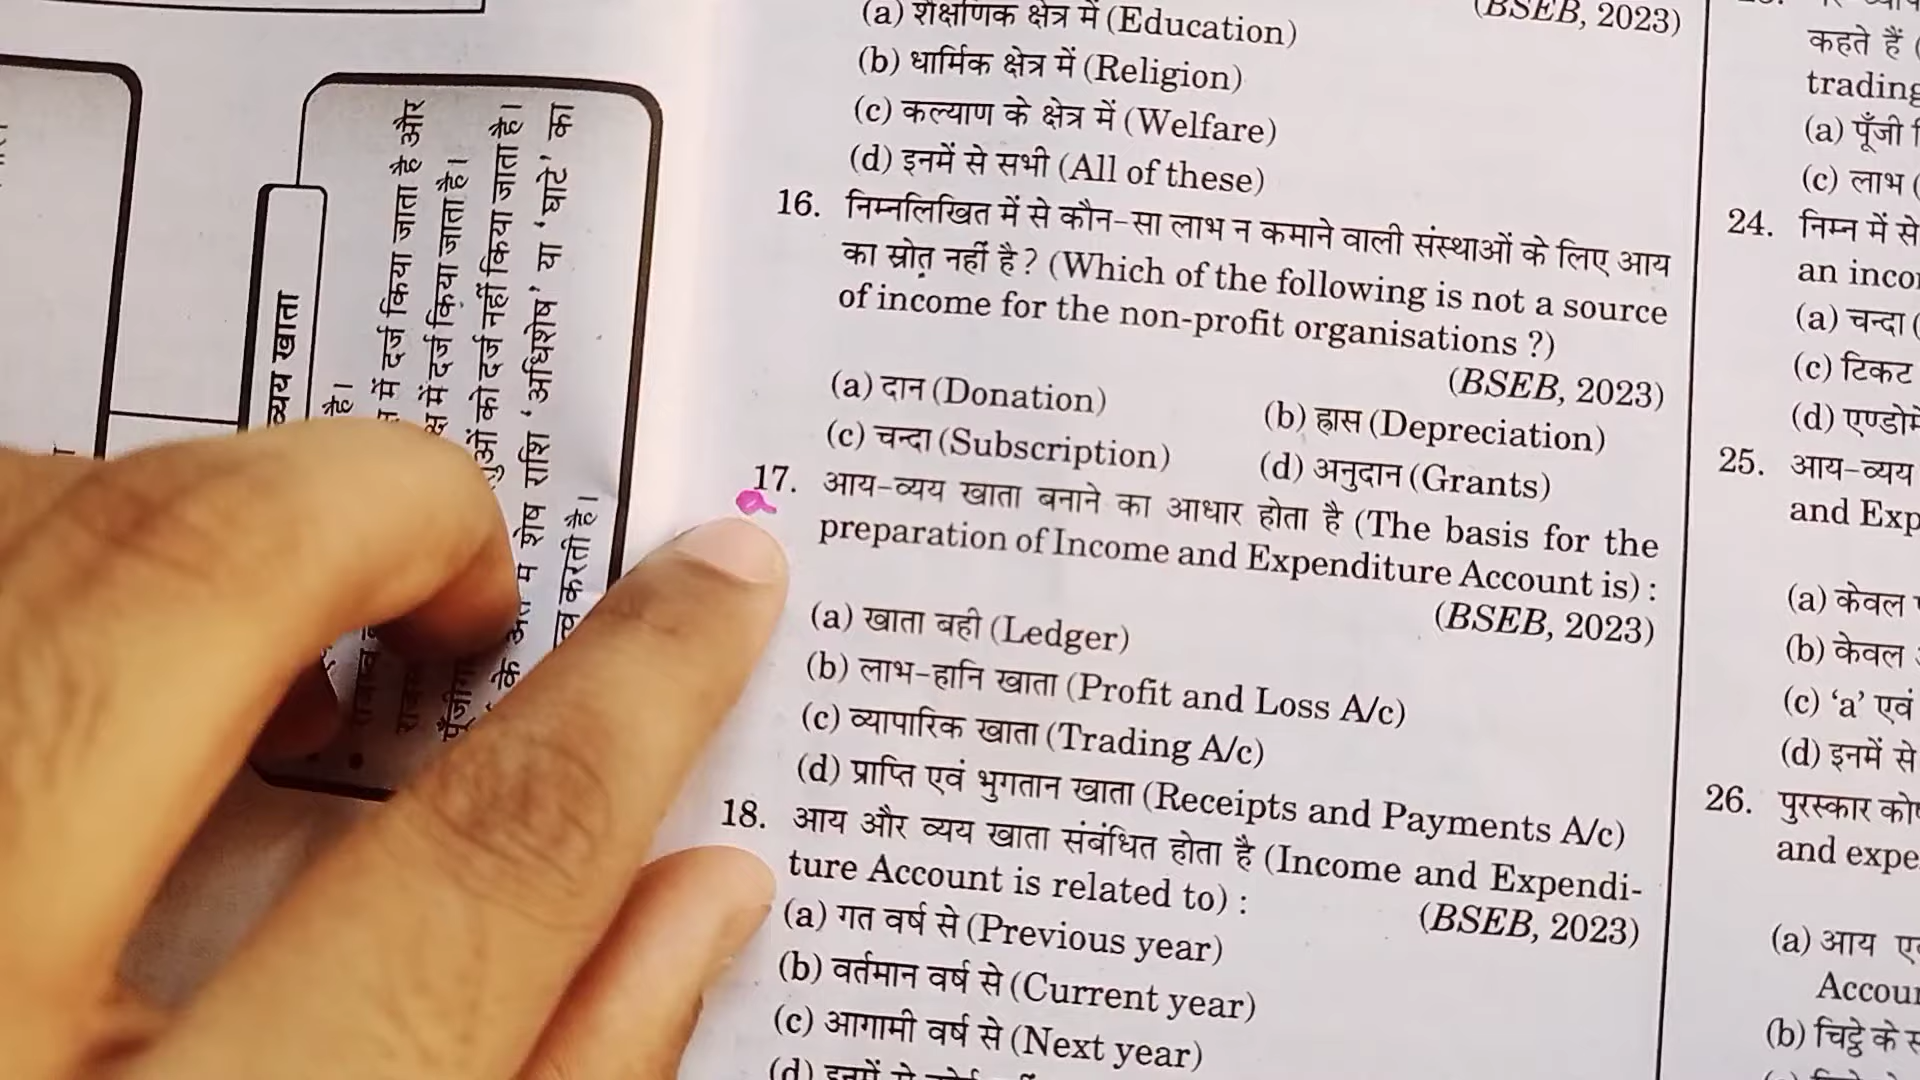 व्यय खाता
है।
में दर्ज किया जाता है और
में दर्ज किया जाता है।
को दर्ज नहीं किया जाता है।
के अंत में शेष राशि 'अधिशेष' या 'घाटे' का
करती है।
(a) शैक्षणिक क्षेत्र में (Education)
(BSEB, 2023)
(b) धार्मिक क्षेत्र में (Religion)
(c) कल्याण के क्षेत्र में (Welfare)
(d) इनमें से सभी (All of these)
16. निम्नलिखित में से कौन-सा लाभ न कमाने वाली संस्थाओं के लिए आय
का स्रोत नहीं है? (Which of the following is not a source
of income for the non-profit organisations ?)
(BSEB, 2023)
(a) दान (Donation)
(b) ह्रास (Depreciation)
(c) चन्दा (Subscription)
(d) अनुदान (Grants)
17. आय-व्यय खाता बनाने का आधार होता है (The basis for the
a
preparation of Income and Expenditure Account is) :
(BSEB, 2023)
(a) खाता बही (Ledger)
(b) लाभ-हानि खाता (Profit and Loss A/c)
(c) व्यापारिक खाता (Trading A/c)
(d) प्राप्ति एवं भुगतान खाता (Receipts and Payments A/c)
18. आय और व्यय खाता संबंधित होता है (Income and Expendi-
ture Account is related to) :
(BSEB, 2023)
(a) गत वर्ष से (Previous year)
(b) वर्तमान वर्ष से (Current year)
(c) आगामी वर्ष से (Next year)
(d) इनमें से
कहते हैं (
trading
(a) पूँजी
(c) लाभ (
24. निम्न में से
an
(a) चन्दा (
(c) टिकट
(d)
25. आय-व्यय
and
(a) केवल
(b) केवल
(c) 'a' एवं
(d) इनमें से
26. पुरस्कार
and
(a) आय
(b) चिट्ठे के